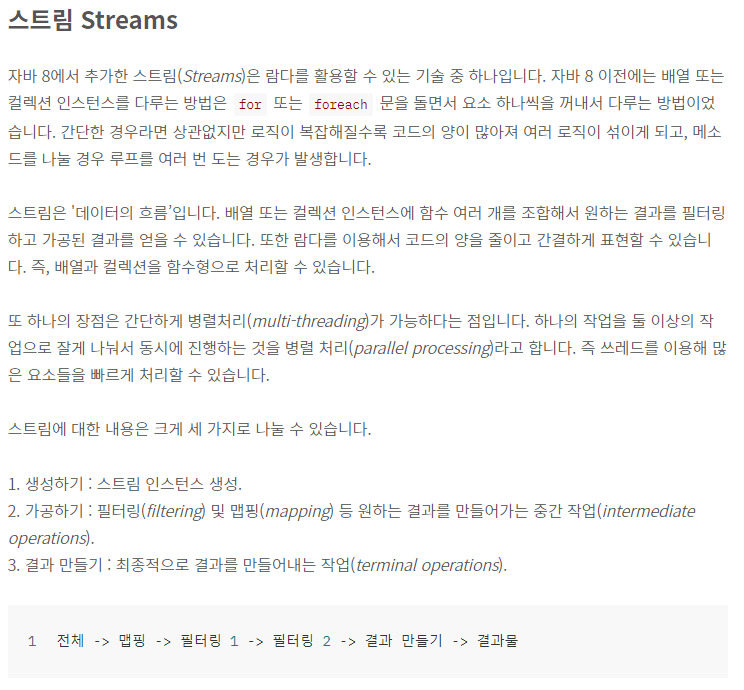 스트림 Streams
자바 8에서 추가한 스트림(Streams)은 람다를 활용할 수 있는 기술 중 하나입니다. 자바 8 이전에는 배열 또는
컬렉션 인스턴스를 다루는 방법은 for 또는 foreach 문을 돌면서 요소 하나씩을 꺼내서 다루는 방법이었
습니다. 간단한 경우라면 상관없지만 로직이 복잡해질수록 코드의 양이 많아져 여러 로직이 섞이게 되고, 메소
드를 나눌 경우 루프를 여러 번 도는 경우가 발생합니다.
스트림은 '데이터의 흐름’입니다. 배열 또는 컬렉션 인스턴스에 함수 여러 개를 조합해서 원하는 결과를 필터링
하고 가공된 결과를 얻을 수 있습니다. 또한 람다를 이용해서 코드의 양을 줄이고 간결하게 표현할 수 있습니
다. 즉, 배열과 컬렉션을 함수형으로 처리할 수 있습니다.
또 하나의 장점은 간단하게 병렬처리(multi-threading)가 가능하다는 점입니다. 하나의 작업을 둘 이상의 작
업으로 잘게 나눠서 동시에 진행하는 것을 병렬 처리(parallel processing)라고 합니다. 즉 쓰레드를 이용해 많
은 요소들을 빠르게 처리할 수 있습니다.
스트림에 대한 내용은 크게 세 가지로 나눌 수 있습니다.
1. 생성하기 : 스트림 인스턴스 생성.
2. 가공하기 : 필터링(filtering) 및 맵핑(mapping) 등 원하는 결과를 만들어가는 중간 작업(intermediate
operations).
3. 결과 만들기 : 최종적으로 결과를 만들어내는 작업(terminal operations).
1 전체 -> 맵핑 -> 필터링 1 -> 필터링 2 -> 결과 만들기 -> 결과물